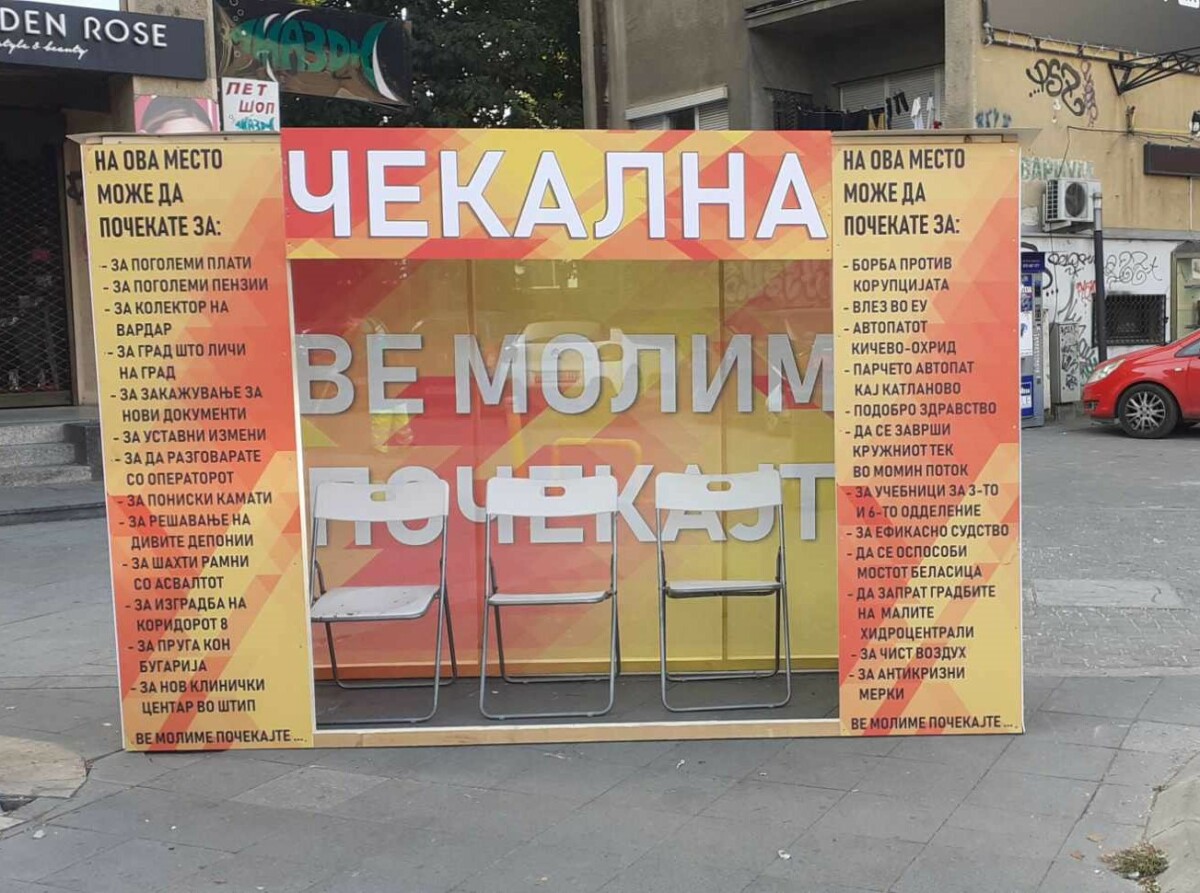 DEN ROSE
style & beauty
АМАЗОН
ПЕТ
ШОП
НА ОВА МЕСТО
МОЖЕ ДА
ПОЧЕКАТЕ ЗА:
- ЗА ПОГОЛЕМИ ПЛАТИ
- ЗА ПОГОЛЕМИ ПЕНЗИИ
- ЗА КОЛЕКТОР НА
ВАРДАР
- ЗА ГРАД ШТО ЛИЧИ
НА ГРАД
- ЗА ЗАКАЖУВАЊЕ ЗА
НОВИ ДОКУМЕНТИ
- ЗА УСТАВНИ ИЗМЕНИ
- ЗА ДА РАЗГОВАРАТЕ
СО ОПЕРАТОРОТ
- ЗА ПОНИСКИ КАМАТИ
- ЗА РЕШАВАЊЕ НА
ДИВИТЕ ДЕПОНИИ
- ЗА ШАХТИ РАМНИ
СО АСВАЛТОТ
- ЗА ИЗГРАДБА НА
КОРИДОРОТ 8
- ЗА ПРУГА КОН
БУГАРИЈА
- ЗА НОВ КЛИНИЧКИ
ЦЕНТАР ВО ШТИП
ВЕ МОЛИМЕ ПОЧЕКАЈТЕ ...
ЧЕКАЛНА
ВЕ МОЛИМ
ПОЧЕКАЈТ
НА ОВА МЕСТО
МОЖЕ ДА
ПОЧЕКАТЕ ЗА:
- БОРБА ПРОТИВ
КОРУПЦИЈАТА
- ВЛЕЗ ВО ЕУ
- АВТОПАТОТ
КИЧЕВО-ОХРИД
- ПАРЧЕТО АВТОПАТ
КАЈ КАТЛАНОВО
- ПОДОБРО ЗДРАВСТВО
- ДА СЕ ЗАВРШИ
КРУЖНИОТ ТЕК
ВО МОМИН ПОТОК
- ЗА УЧЕБНИЦИ ЗА 3-ТО
И 6-ТО ОДДЕЛЕНИЕ
- ЗА ЕФИКАСНО СУДСТВО
- ДА СЕ ОСПОСОБИ
МОСТОТ БЕЛАСИЦА
- ДА ЗАПРАТ ГРАДБИТЕ
НА МАЛИТЕ
ХИДРОЦЕНТРАЛИ
- ЗА ЧИСТ ВОЗДУХ
- ЗА АНТИКРИЗНИ
МЕРКИ
ВЕ МОЛИМЕ ПОЧЕКАЈТЕ...